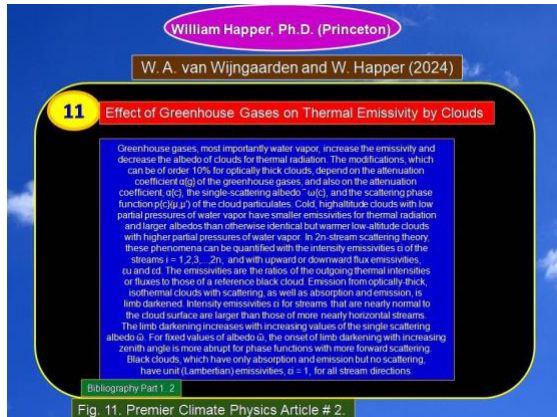 William Happer, Ph.D. (Princeton)
W. A. van Wijngaarden and W. Happer (2024)
11
Effect of Greenhouse Gases on Thermal Emissivity by Clouds
Greenhouse gases, most importantly water vapor, increase the emissivity and
decrease the albedo of clouds for thermal radiation. The modifications, which
can be of order 10% for optically thick clouds, depend on the attenuation
coefficient α{g} of the greenhouse gases, and also on the attenuation
coefficient, α{c}, the single-scattering albedo ˜ ω{c}, and the scattering phase
function p{c}(μ,μ') of the cloud particulates. Cold, highaltitude clouds with low
partial pressures of water vapor have smaller emissivities for thermal radiation
and larger albedos than otherwise identical but warmer low-altitude clouds
with higher partial pressures of water vapor. In 2n-stream scattering theory,
these phenomena can be quantified with the intensity emissivities εi of the
streams i = 1,2,3,...,2n, and with upward or downward flux emissivities,
εu and εd. The emissivities are the ratios of the outgoing thermal intensities
or fluxes to those of a reference black cloud. Emission from optically-thick,
isothermal clouds with scattering, as well as absorption and emission, is
limb darkened. Intensity emissivities εi for streams that are nearly normal to
the cloud surface are larger than those of more nearly horizontal streams.
The limb darkening increases with increasing values of the single scattering
albedo ω̃. For fixed values of albedo ω̃, the onset of limb darkening with increasing
zenith angle is more abrupt for phase functions with more forward scattering.
Black clouds, which have only absorption and emission but no scattering,
have unit (Lambertian) emissivities, εi = 1, for all stream directions.
Bibliography Part 1. 2
Fig. 11. Premier Climate Physics Article # 2.